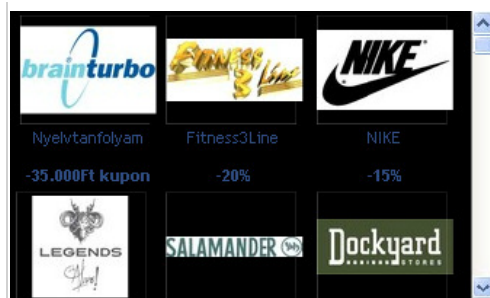 brainturbo
FITNESS 3 Line
NIKE
Nyelvtanfolyam
Fitness3Line
NIKE
-35.000Ft kupon
-20%
-15%
LEGENDS
SALAMANDER
Dockyard
STORES